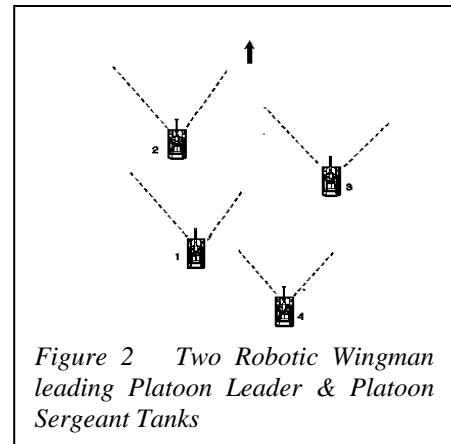 2
3
1
4
Figure 2 Two Robotic Wingman
leading Platoon Leader & Platoon
Sergeant Tanks